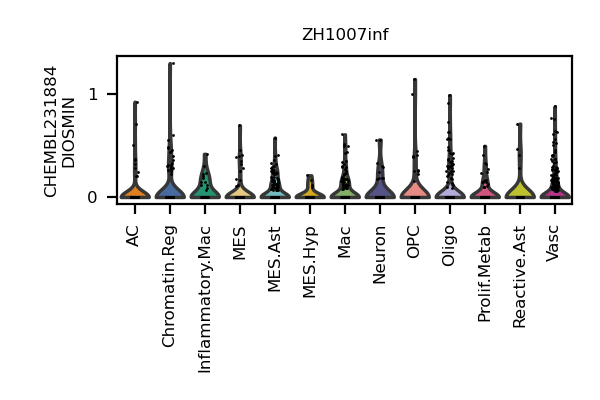 ZH1007inf
CHEMBL231884
DIOSMIN
1
0
AC
Chromatin.Reg
Inflammatory.Mac
MES
MES.Ast
MES.Hyp
Mac
Neuron
OPC
Oligo
Prolif.Metab
Reactive.Ast
Vasc